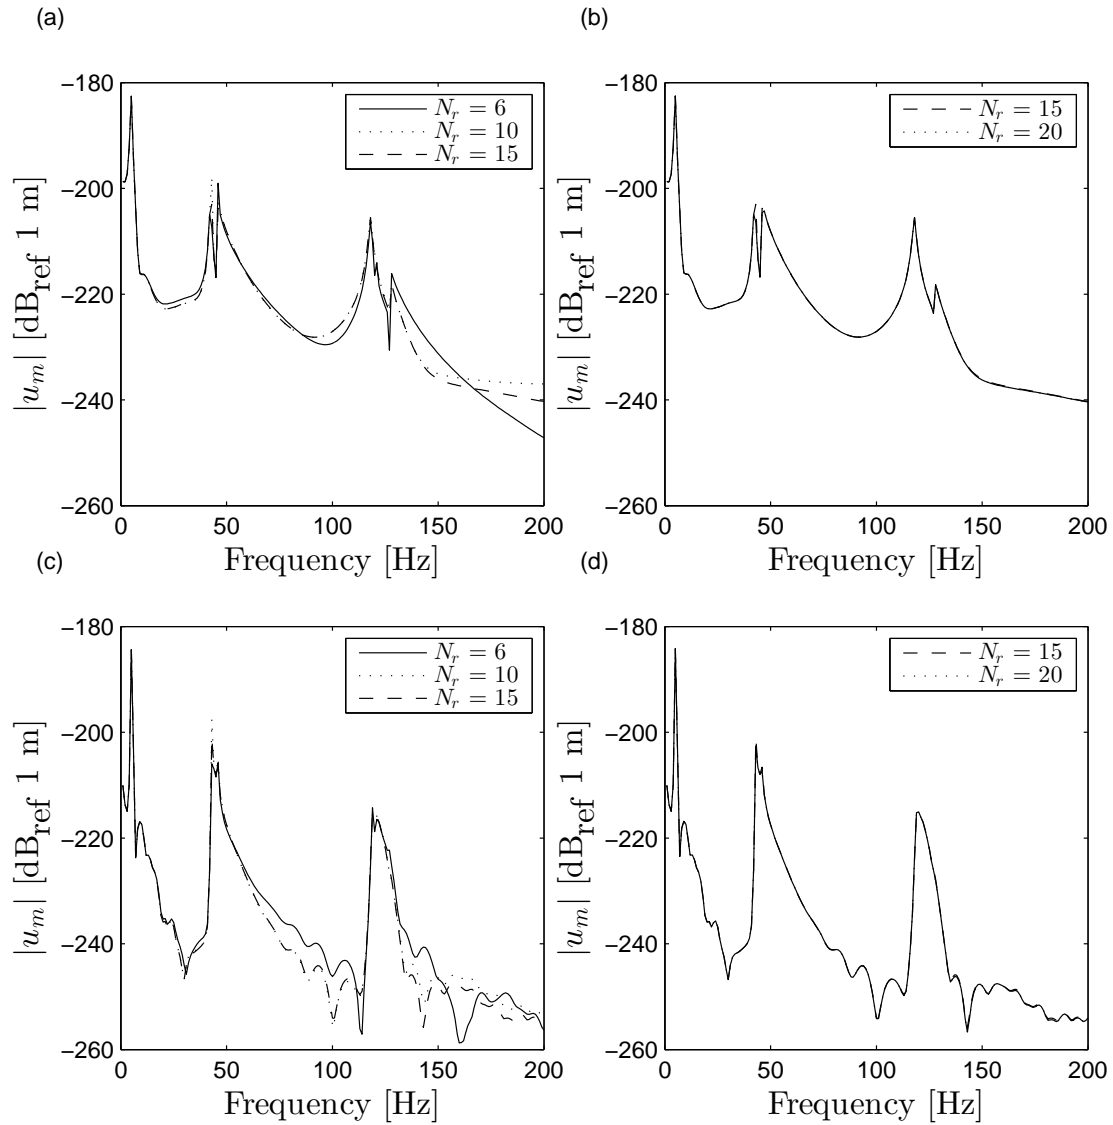 (a)
−180
−200
−220
−240
−260
0 50 100 150 200
Frequency [Hz]
|u_m| [dB_ref 1 m]
N_r = 6
N_r = 10
N_r = 15
(b)
−180
−200
−220
−240
−260
0 50 100 150 200
Frequency [Hz]
|u_m| [dB_ref 1 m]
N_r = 15
N_r = 20
(c)
−180
−200
−220
−240
−260
0 50 100 150 200
Frequency [Hz]
|u_m| [dB_ref 1 m]
N_r = 6
N_r = 10
N_r = 15
(d)
−180
−200
−220
−240
−260
0 50 100 150 200
Frequency [Hz]
|u_m| [dB_ref 1 m]
N_r = 15
N_r = 20